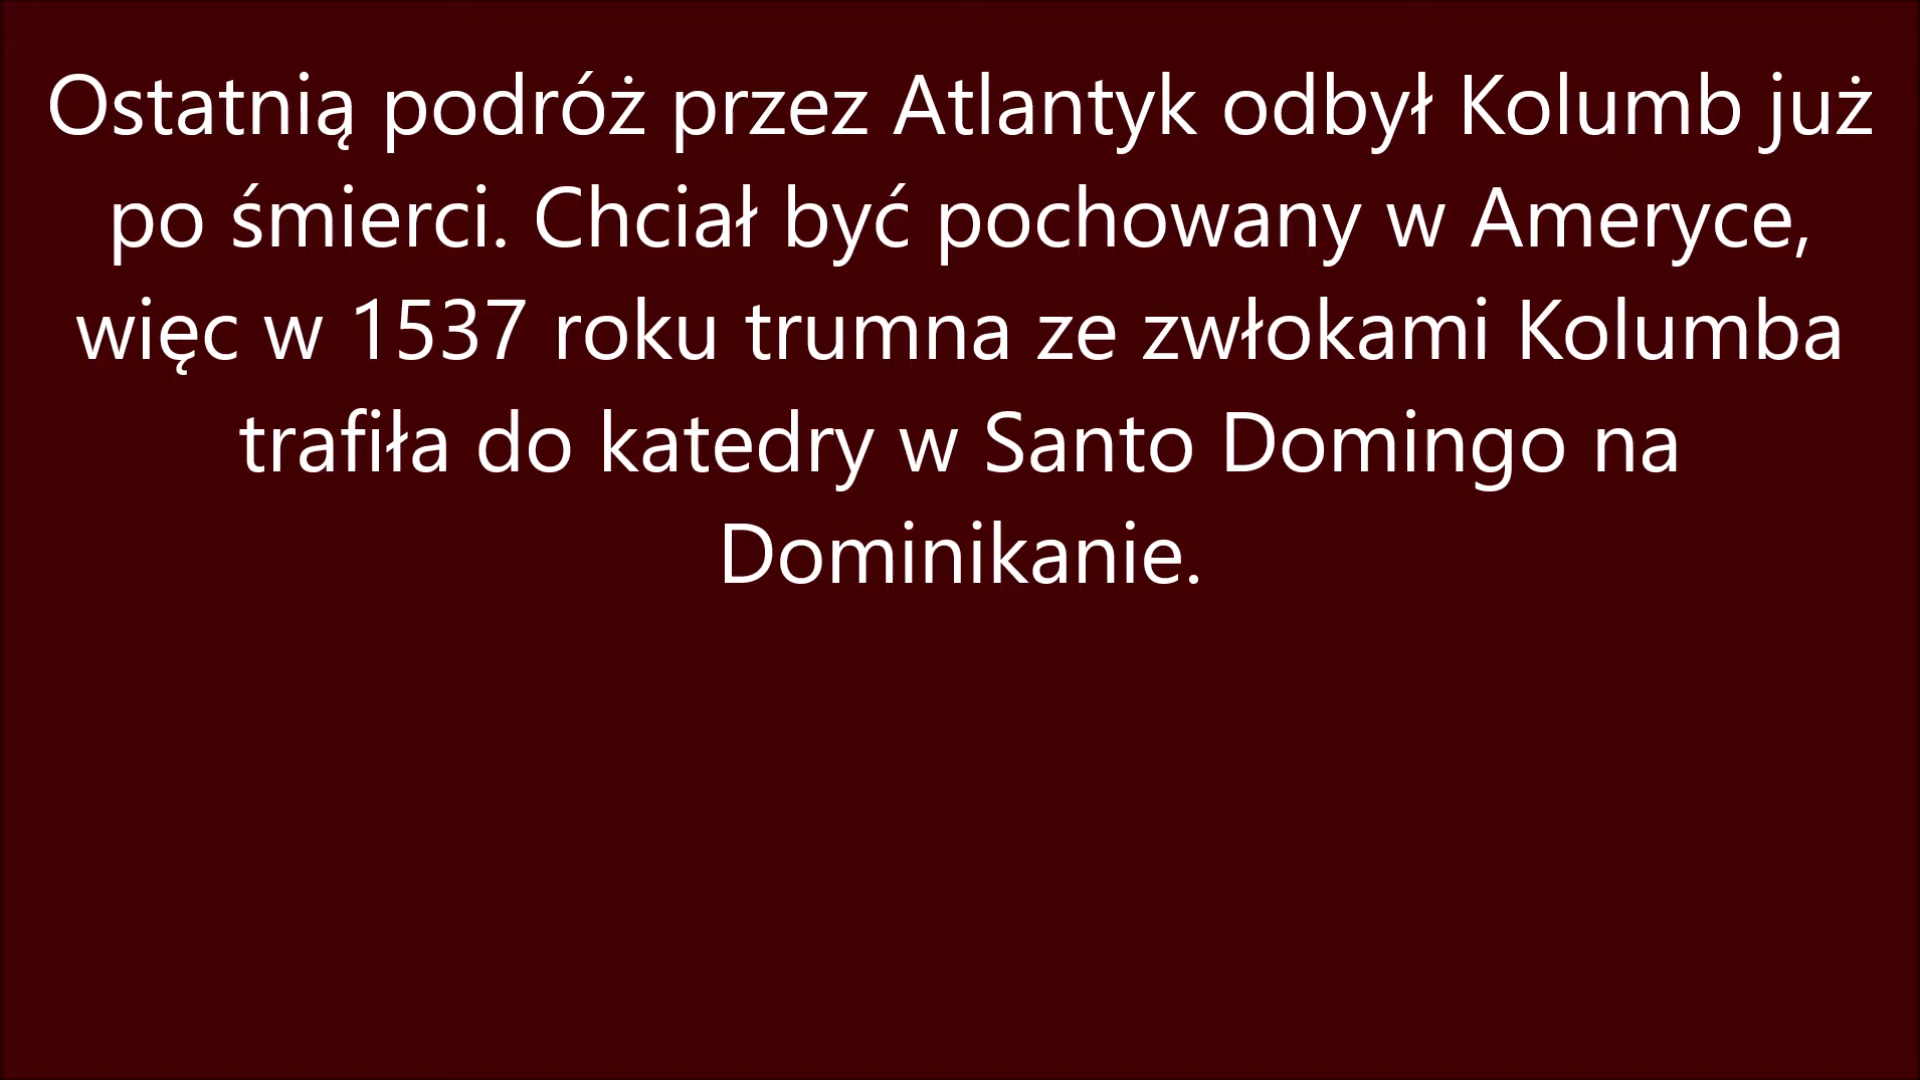 Ostatnią podróż przez Atlantyk odbył Kolumb już
po śmierci. Chciał być pochowany w Ameryce,
więc w 1537 roku trumna ze zwłokami Kolumba
trafiła do katedry w Santo Domingo na
Dominikanie.